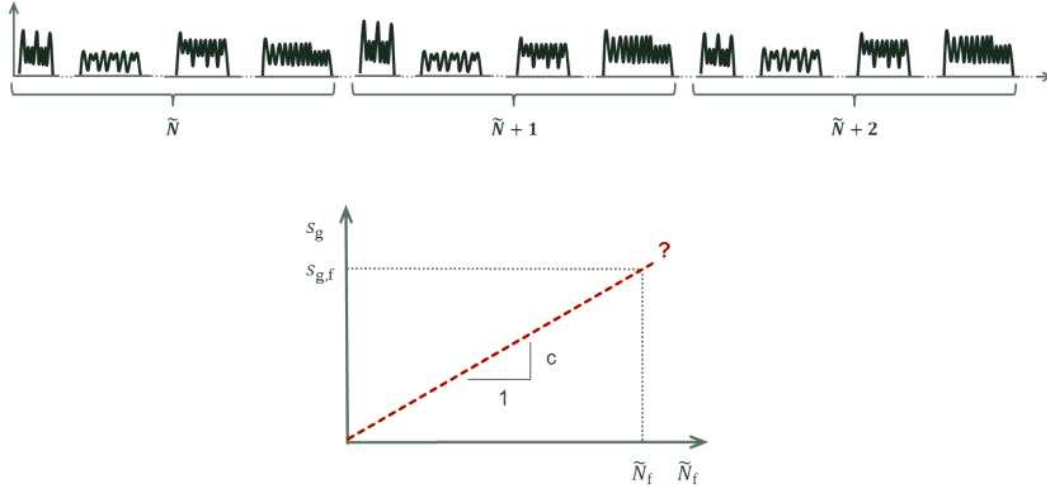 Ñ Ñ + 1 Ñ + 2
s_g
?
s_g,f
c
1
Ñ_f Ñ_f